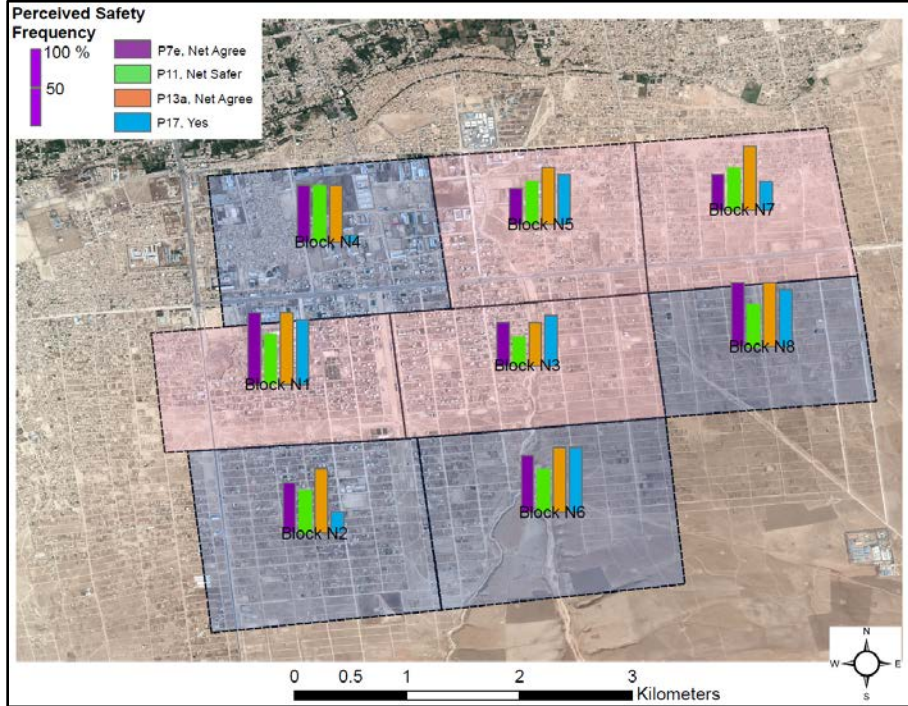 Perceived Safety
Frequency
100 %
50
P7e, Net Agree
P11, Net Safer
P13a, Net Agree
P17, Yes
Block N4
Block N5
Block N7
Block N1
Block N3
Block N8
Block N2
Block N6
N
W E
S
0 0.5 1 2 3
Kilometers